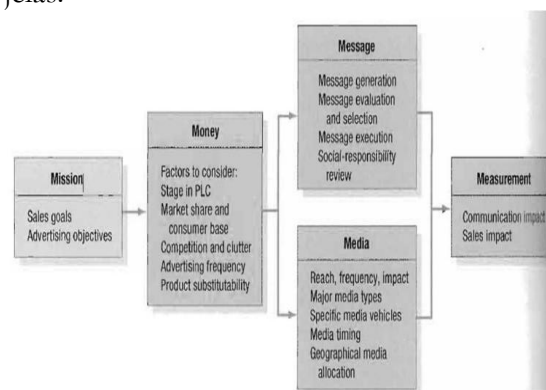 jelas.
Mission
Sales goals
Advertising objectives
Money
Factors to consider:
Stage in PLC
Market share and
consumer base
Competition and clutter
Advertising frequency
Product substitutability
Message
Message generation
Message evaluation
and selection
Message execution
Social-responsibility
review
Media
Reach, frequency, impact
Major media types
Specific media vehicles
Media timing
Geographical media
allocation
Measurement
Communication impact
Sales impact